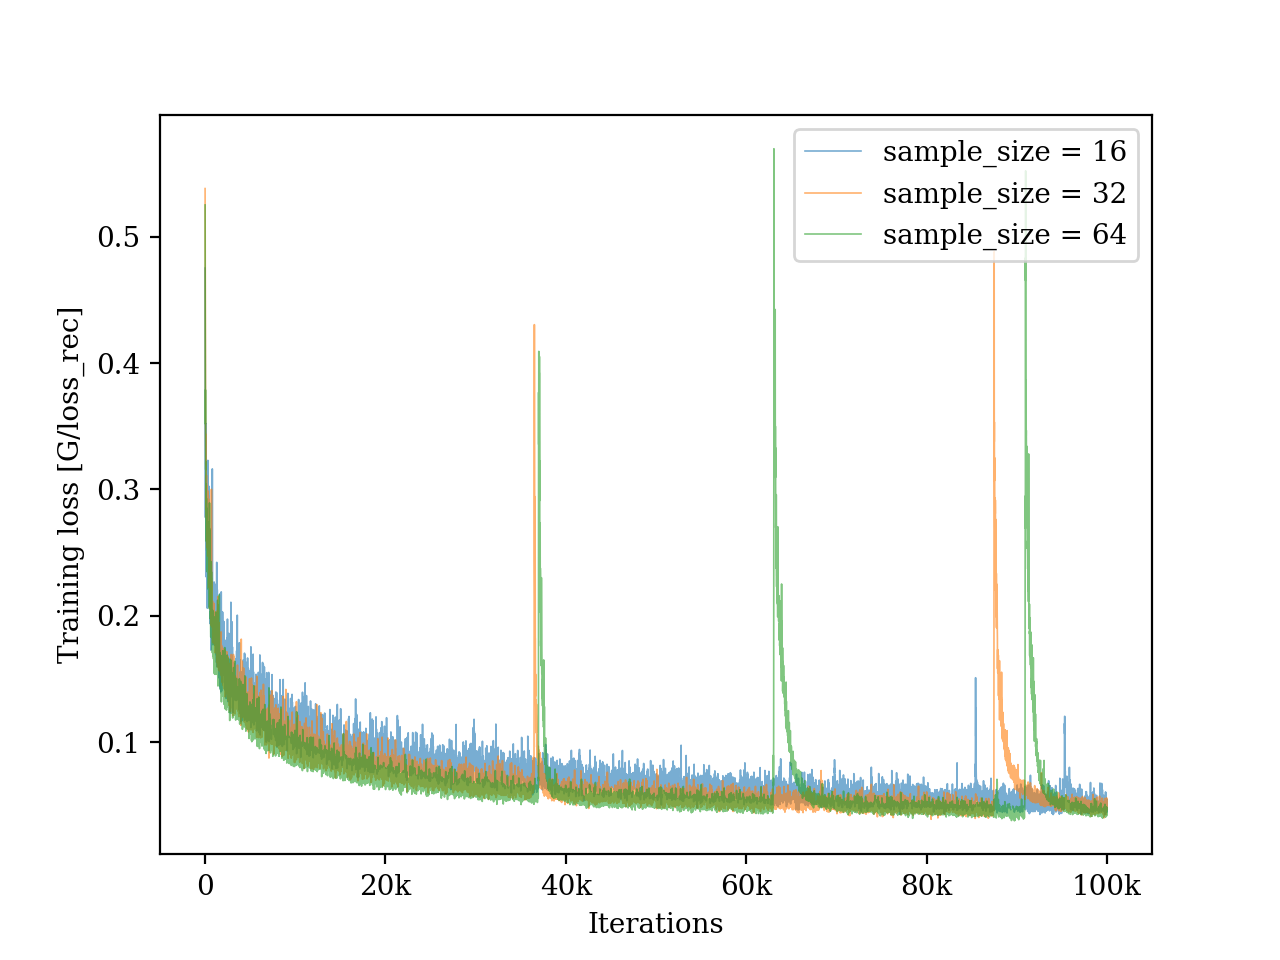 sample_size = 16
sample_size = 32
sample_size = 64
0.5
0.4
0.3
0.2
0.1
Training loss [G/loss_rec]
0 20k 40k 60k 80k 100k
Iterations